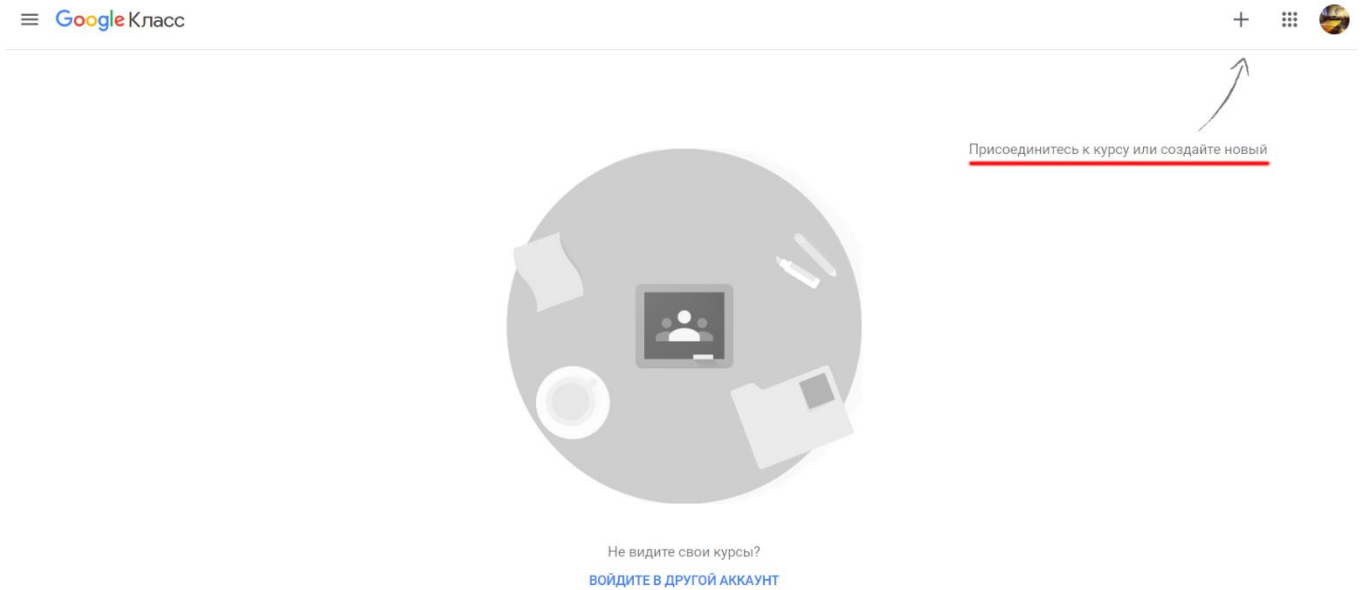 Google Класс
Присоединитесь к курсу или создайте новый
Не видите свои курсы?
ВОЙДИТЕ В ДРУГОЙ АККАУНТ